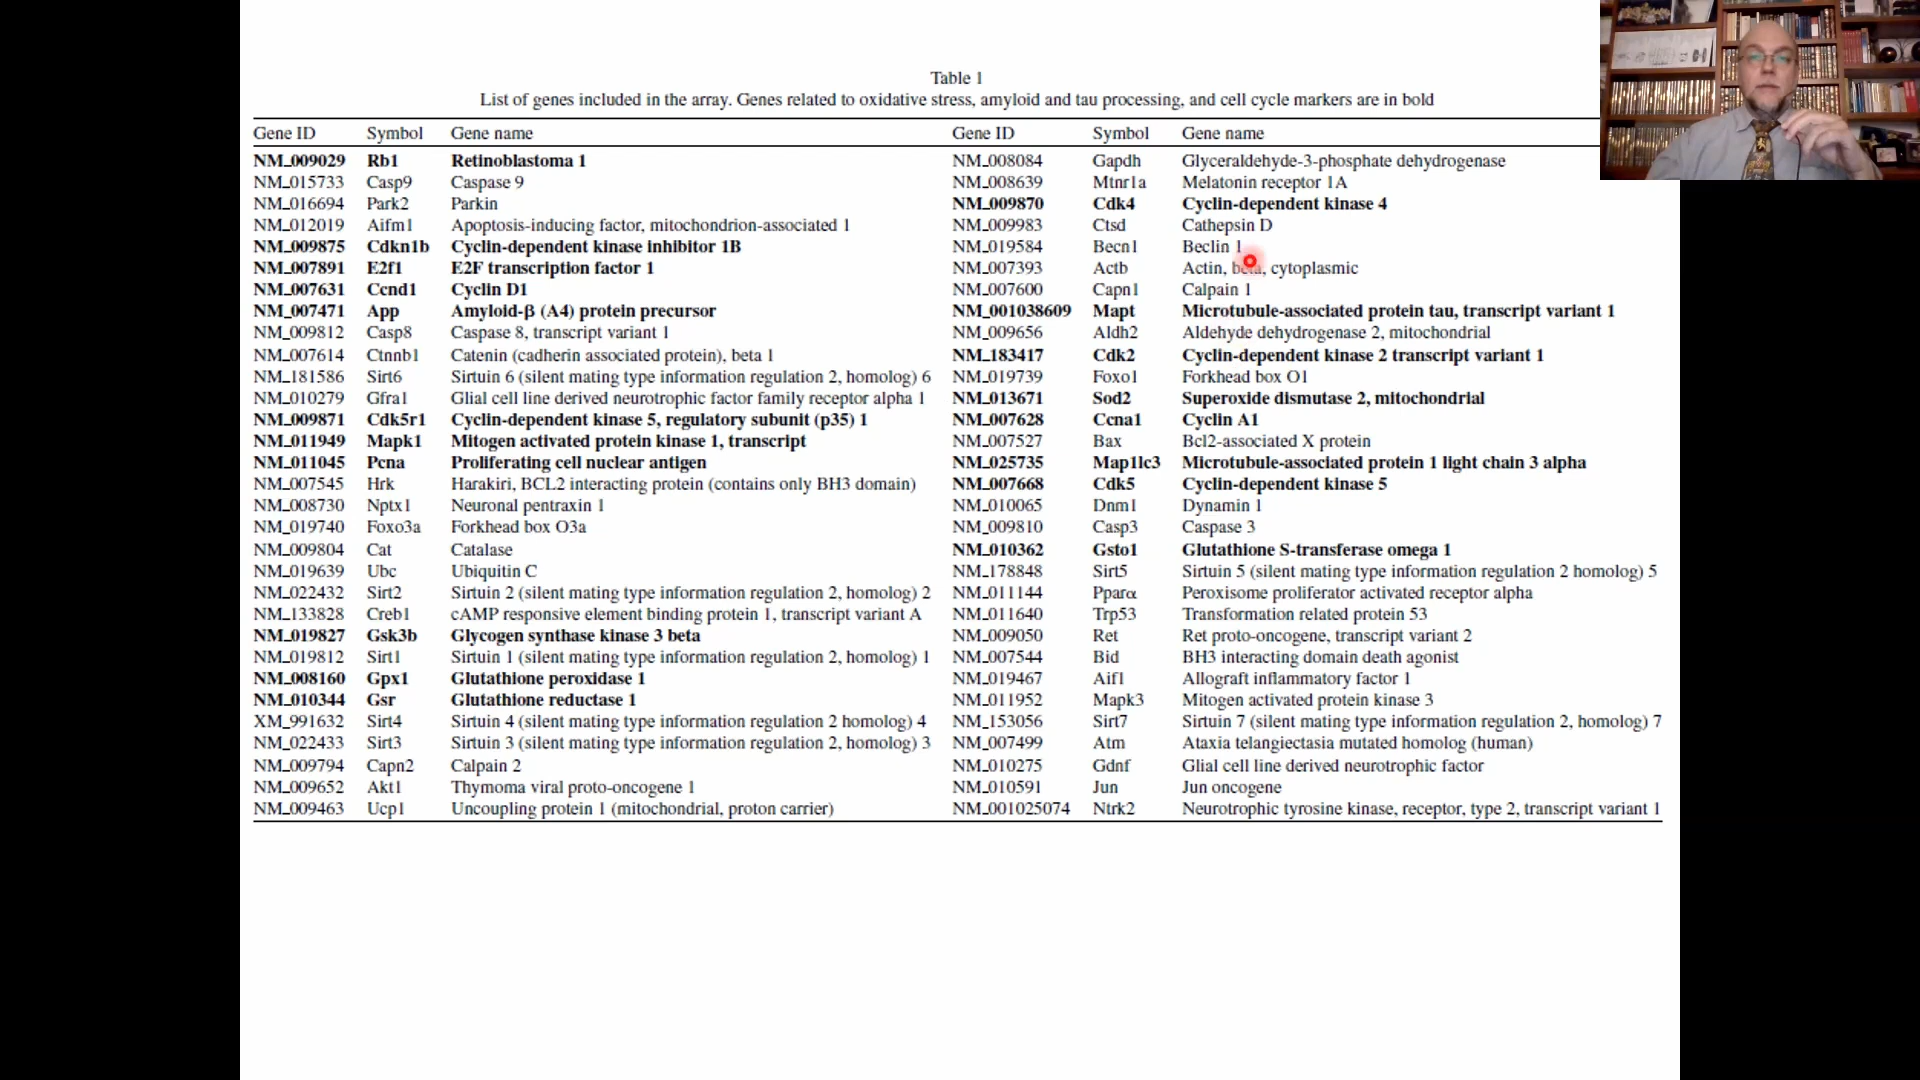 Table 1
List of genes included in the array. Genes related to oxidative stress, amyloid and tau processing, and cell cycle markers are in bold
Gene ID Symbol Gene name Gene ID Symbol Gene name
NM_009029 Rb1 Retinoblastoma 1 NM_008084 Gapdh Glyceraldehyde-3-phosphate dehydrogenase
NM_015733 Casp9 Caspase 9 NM_008639 Mtnr1a Melatonin receptor 1A
NM_016694 Park2 Parkin NM_009870 Cdk4 Cyclin-dependent kinase 4
NM_012019 Aifm1 Apoptosis-inducing factor, mitochondrion-associated 1 NM_009983 Ctsd Cathepsin D
NM_009875 Cdkn1b Cyclin-dependent kinase inhibitor 1B NM_019584 Becn1 Beclin 1
NM_007891 E2f1 E2F transcription factor 1 NM_007393 Actb Actin, beta, cytoplasmic
NM_007631 Ccnd1 Cyclin D1 NM_007600 Capn1 Calpain 1
NM_007471 App Amyloid-β (A4) protein precursor NM_001038609 Mapt Microtubule-associated protein tau, transcript variant 1
NM_009812 Casp8 Caspase 8, transcript variant 1 NM_009656 Aldh2 Aldehyde dehydrogenase 2, mitochondrial
NM_007614 Ctnnb1 Catenin (cadherin associated protein), beta 1 NM_183417 Cdk2 Cyclin-dependent kinase 2 transcript variant 1
NM_181586 Sirt6 Sirtuin 6 (silent mating type information regulation 2, homolog) 6 NM_019739 Foxo1 Forkhead box O1
NM_010279 Gfra1 Glial cell line derived neurotrophic factor family receptor alpha 1 NM_013671 Sod2 Superoxide dismutase 2, mitochondrial
NM_009871 Cdk5r1 Cyclin-dependent kinase 5, regulatory subunit (p35) 1 NM_007628 Ccna1 Cyclin A1
NM_011949 Mapk1 Mitogen activated protein kinase 1, transcript NM_007527 Bax Bcl2-associated X protein
NM_011045 Pcna Proliferating cell nuclear antigen NM_025735 Map1lc3 Microtubule-associated protein 1 light chain 3 alpha
NM_007545 Hrk Harakiri, BCL2 interacting protein (contains only BH3 domain) NM_007668 Cdk5 Cyclin-dependent kinase 5
NM_008730 Nptx1 Neuronal pentraxin 1 NM_010065 Dnm1 Dynamin 1
NM_019740 Foxo3a Forkhead box O3a NM_009810 Casp3 Caspase 3
NM_009804 Cat Catalase NM_010362 Gsto1 Glutathione S-transferase omega 1
NM_019639 Ubc Ubiquitin C NM_178848 Sirt5 Sirtuin 5 (silent mating type information regulation 2 homolog) 5
NM_022432 Sirt2 Sirtuin 2 (silent mating type information regulation 2, homolog) 2 NM_011144 Pparα Peroxisome proliferator activated receptor alpha
NM_133828 Creb1 cAMP responsive element binding protein 1, transcript variant A NM_011640 Trp53 Transformation related protein 53
NM_019827 Gsk3b Glycogen synthase kinase 3 beta NM_009050 Ret Ret proto-oncogene, transcript variant 2
NM_019812 Sirt1 Sirtuin 1 (silent mating type information regulation 2, homolog) 1 NM_007544 Bid BH3 interacting domain death agonist
NM_008160 Gpx1 Glutathione peroxidase 1 NM_019467 Aif1 Allograft inflammatory factor 1
NM_010344 Gsr Glutathione reductase 1 NM_011952 Mapk3 Mitogen activated protein kinase 3
XM_991632 Sirt4 Sirtuin 4 (silent mating type information regulation 2 homolog) 4 NM_153056 Sirt7 Sirtuin 7 (silent mating type information regulation 2, homolog) 7
NM_022433 Sirt3 Sirtuin 3 (silent mating type information regulation 2, homolog) 3 NM_007499 Atm Ataxia telangiectasia mutated homolog (human)
NM_009794 Capn2 Calpain 2 NM_010275 Gdnf Glial cell line derived neurotrophic factor
NM_009652 Akt1 Thymoma viral proto-oncogene 1 NM_010591 Jun Jun oncogene
NM_009463 Ucp1 Uncoupling protein 1 (mitochondrial, proton carrier) NM_001025074 Ntrk2 Neurotrophic tyrosine kinase, receptor, type 2, transcript variant 1